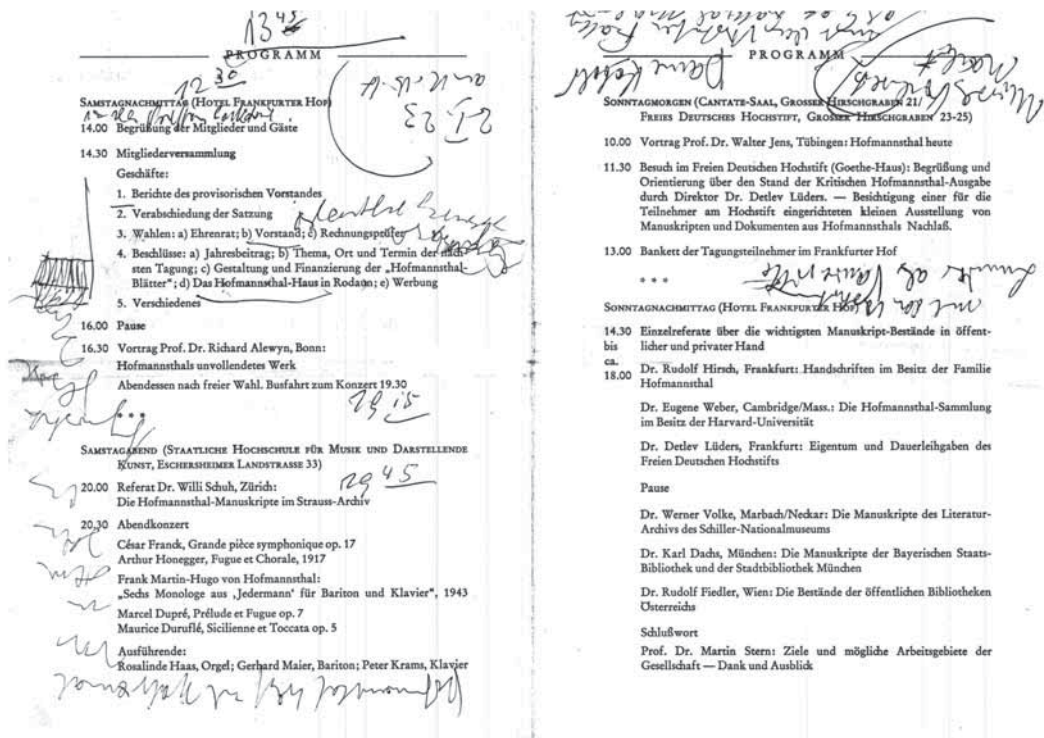 13 45
PROGRAMM
12 30
SAMSTAGNACHMITTAG (HOTEL FRANKFURTER HOF)
14.00 Begrüßung der Mitglieder und Gäste
14.30 Mitgliederversammlung
Geschäfte:
1. Berichte des provisorischen Vorstandes
2. Verabschiedung der Satzung
3. Wahlen: a) Ehrenrat; b) Vorstand; c) Rechnungsprüfer
4. Beschlüsse: a) Jahresbeitrag; b) Thema, Ort und Termin der näch-
sten Tagung; c) Gestaltung und Finanzierung der „Hofmannsthal-
Blätter“; d) Das Hofmannsthal-Haus in Rodaun; e) Werbung
5. Verschiedenes
16.00 Pause
16.30 Vortrag Prof. Dr. Richard Alewyn, Bonn:
Hofmannsthals unvollendetes Werk
Abendessen nach freier Wahl. Busfahrt zum Konzert 19.30
19 15
* * *
SAMSTAGABEND (STAATLICHE HOCHSCHULE FÜR MUSIK UND DARSTELLENDE
KUNST, ESCHERSHEIMER LANDSTRASSE 33)
19 45
20.00 Referat Dr. Willi Schuh, Zürich:
Die Hofmannsthal-Manuskripte im Strauss-Archiv
20.30 Abendkonzert
César Franck, Grande pièce symphonique op. 17
Arthur Honegger, Fugue et Chorale, 1917
Frank Martin-Hugo von Hofmannsthal:
„Sechs Monologe aus ‚Jedermann‘ für Bariton und Klavier“, 1943
Marcel Dupré, Prélude et Fugue op. 7
Maurice Duruflé, Sicilienne et Toccata op. 5
Ausführende:
Rosalinde Haas, Orgel; Gerhard Maier, Bariton; Peter Krams, Klavier
PROGRAMM
SONNTAGMORGEN (CANTATE-SAAL, GROSSER HIRSCHGRABEN 21/
FREIES DEUTSCHES HOCHSTIFT, GROSSER HIRSCHGRABEN 23-25)
10.00 Vortrag Prof. Dr. Walter Jens, Tübingen: Hofmannsthal heute
11.30 Besuch im Freien Deutschen Hochstift (Goethe-Haus): Begrüßung und
Orientierung über den Stand der Kritischen Hofmannsthal-Ausgabe
durch Direktor Dr. Detlev Lüders. — Besichtigung einer für die
Teilnehmer am Hochstift eingerichteten kleinen Ausstellung von
Manuskripten und Dokumenten aus Hofmannsthals Nachlaß.
13.00 Bankett der Tagungsteilnehmer im Frankfurter Hof
* * *
SONNTAGNACHMITTAG (HOTEL FRANKFURTER HOF)
14.30 Einzelreferate über die wichtigsten Manuskript-Bestände in öffent-
bis licher und privater Hand
ca.
18.00 Dr. Rudolf Hirsch, Frankfurt: Handschriften im Besitz der Familie
Hofmannsthal
Dr. Eugene Weber, Cambridge/Mass.: Die Hofmannsthal-Sammlung
im Besitz der Harvard-Universität
Dr. Detlev Lüders, Frankfurt: Eigentum und Dauerleihgaben des
Freien Deutschen Hochstifts
Pause
Dr. Werner Volke, Marbach/Neckar: Die Manuskripte des Literatur-
Archivs des Schiller-Nationalmuseums
Dr. Karl Dachs, München: Die Manuskripte der Bayerischen Staats-
Bibliothek und der Stadtbibliothek München
Dr. Rudolf Fiedler, Wien: Die Bestände der öffentlichen Bibliotheken
Österreichs
Schlußwort
Prof. Dr. Martin Stern: Ziele und mögliche Arbeitsgebiete der
Gesellschaft — Dank und Ausblick